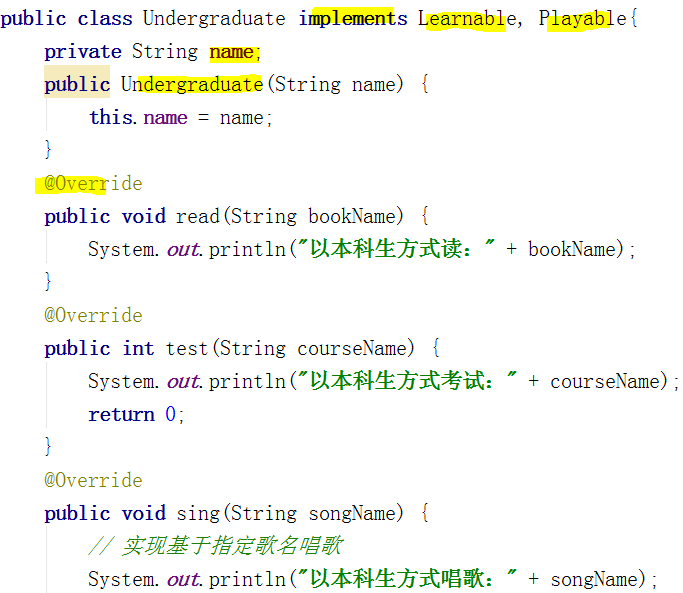 public class Undergraduate implements Learnable, Playable{
private String name;
public Undergraduate(String name) {
this.name = name;
}
@Override
public void read(String bookName) {
System.out.println("以本科生方式读：" + bookName);
}
@Override
public int test(String courseName) {
System.out.println("以本科生方式考试：" + courseName);
return 0;
}
@Override
public void sing(String songName) {
// 实现基于指定歌名唱歌
System.out.println("以本科生方式唱歌：" + songName);